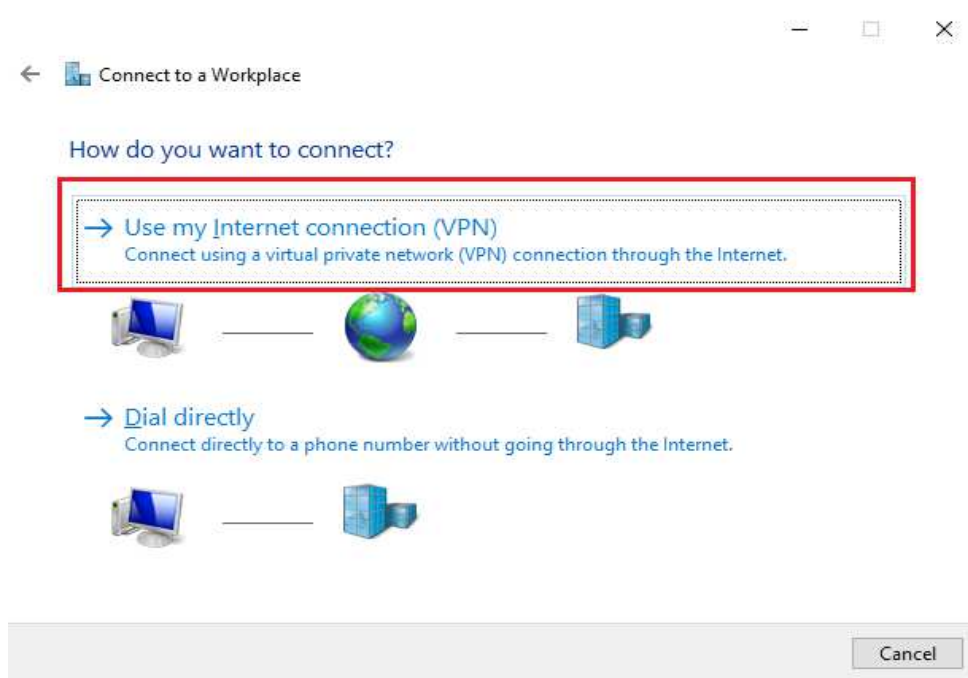 Connect to a Workplace
How do you want to connect?
Use my Internet connection (VPN)
Connect using a virtual private network (VPN) connection through the Internet.
Dial directly
Connect directly to a phone number without going through the Internet.
Cancel